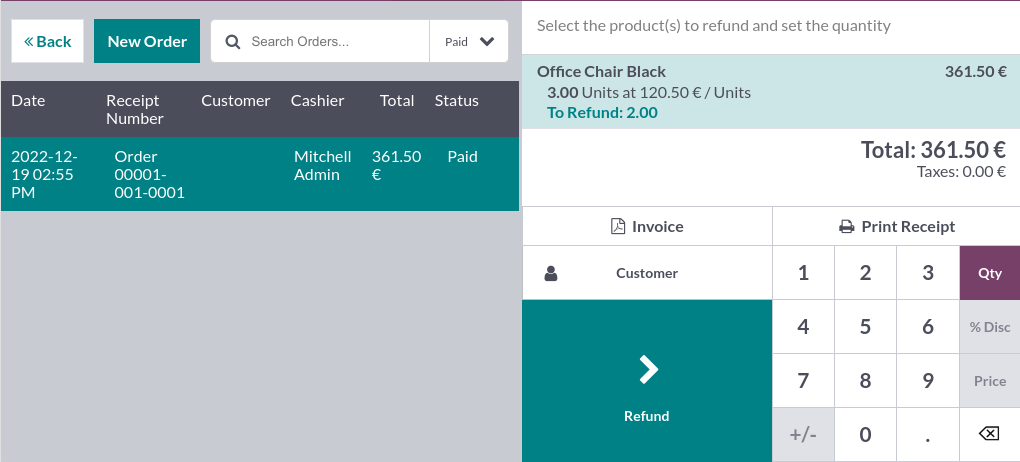 Back
New Order
Search Orders...
Paid
Date
Receipt Number
Customer
Cashier
Total
Status
2022-12-19 02:55 PM
Order 00001-001-0001
Mitchell Admin
361.50 €
Paid
Select the product(s) to refund and set the quantity
Office Chair Black 361.50 €
3.00 Units at 120.50 € / Units
To Refund: 2.00
Total: 361.50 €
Taxes: 0.00 €
Invoice
Print Receipt
Customer
Refund
1 2 3 Qty
4 5 6 % Disc
7 8 9 Price
+/- 0 .